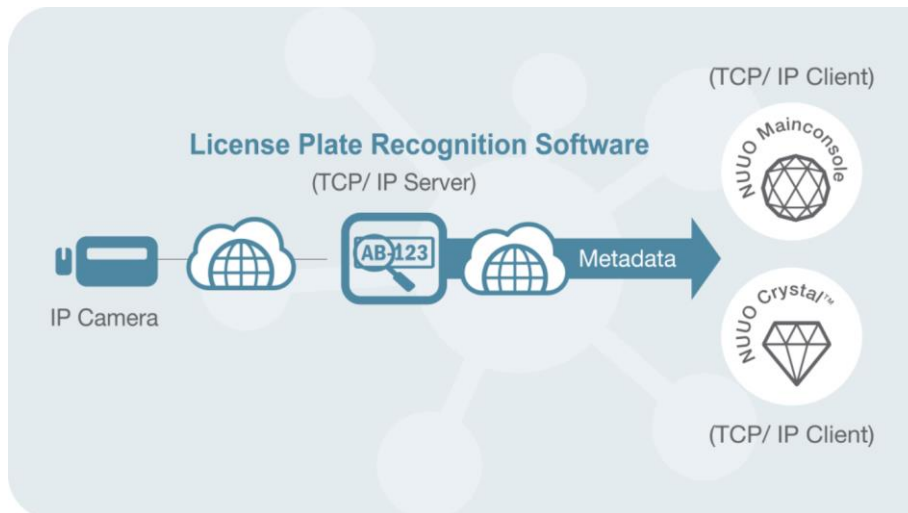 (TCP/ IP Client)
NUUO Mainconsole
License Plate Recognition Software
(TCP/ IP Server)
AB-123
Metadata
IP Camera
NUUO Crystal™
(TCP/ IP Client)